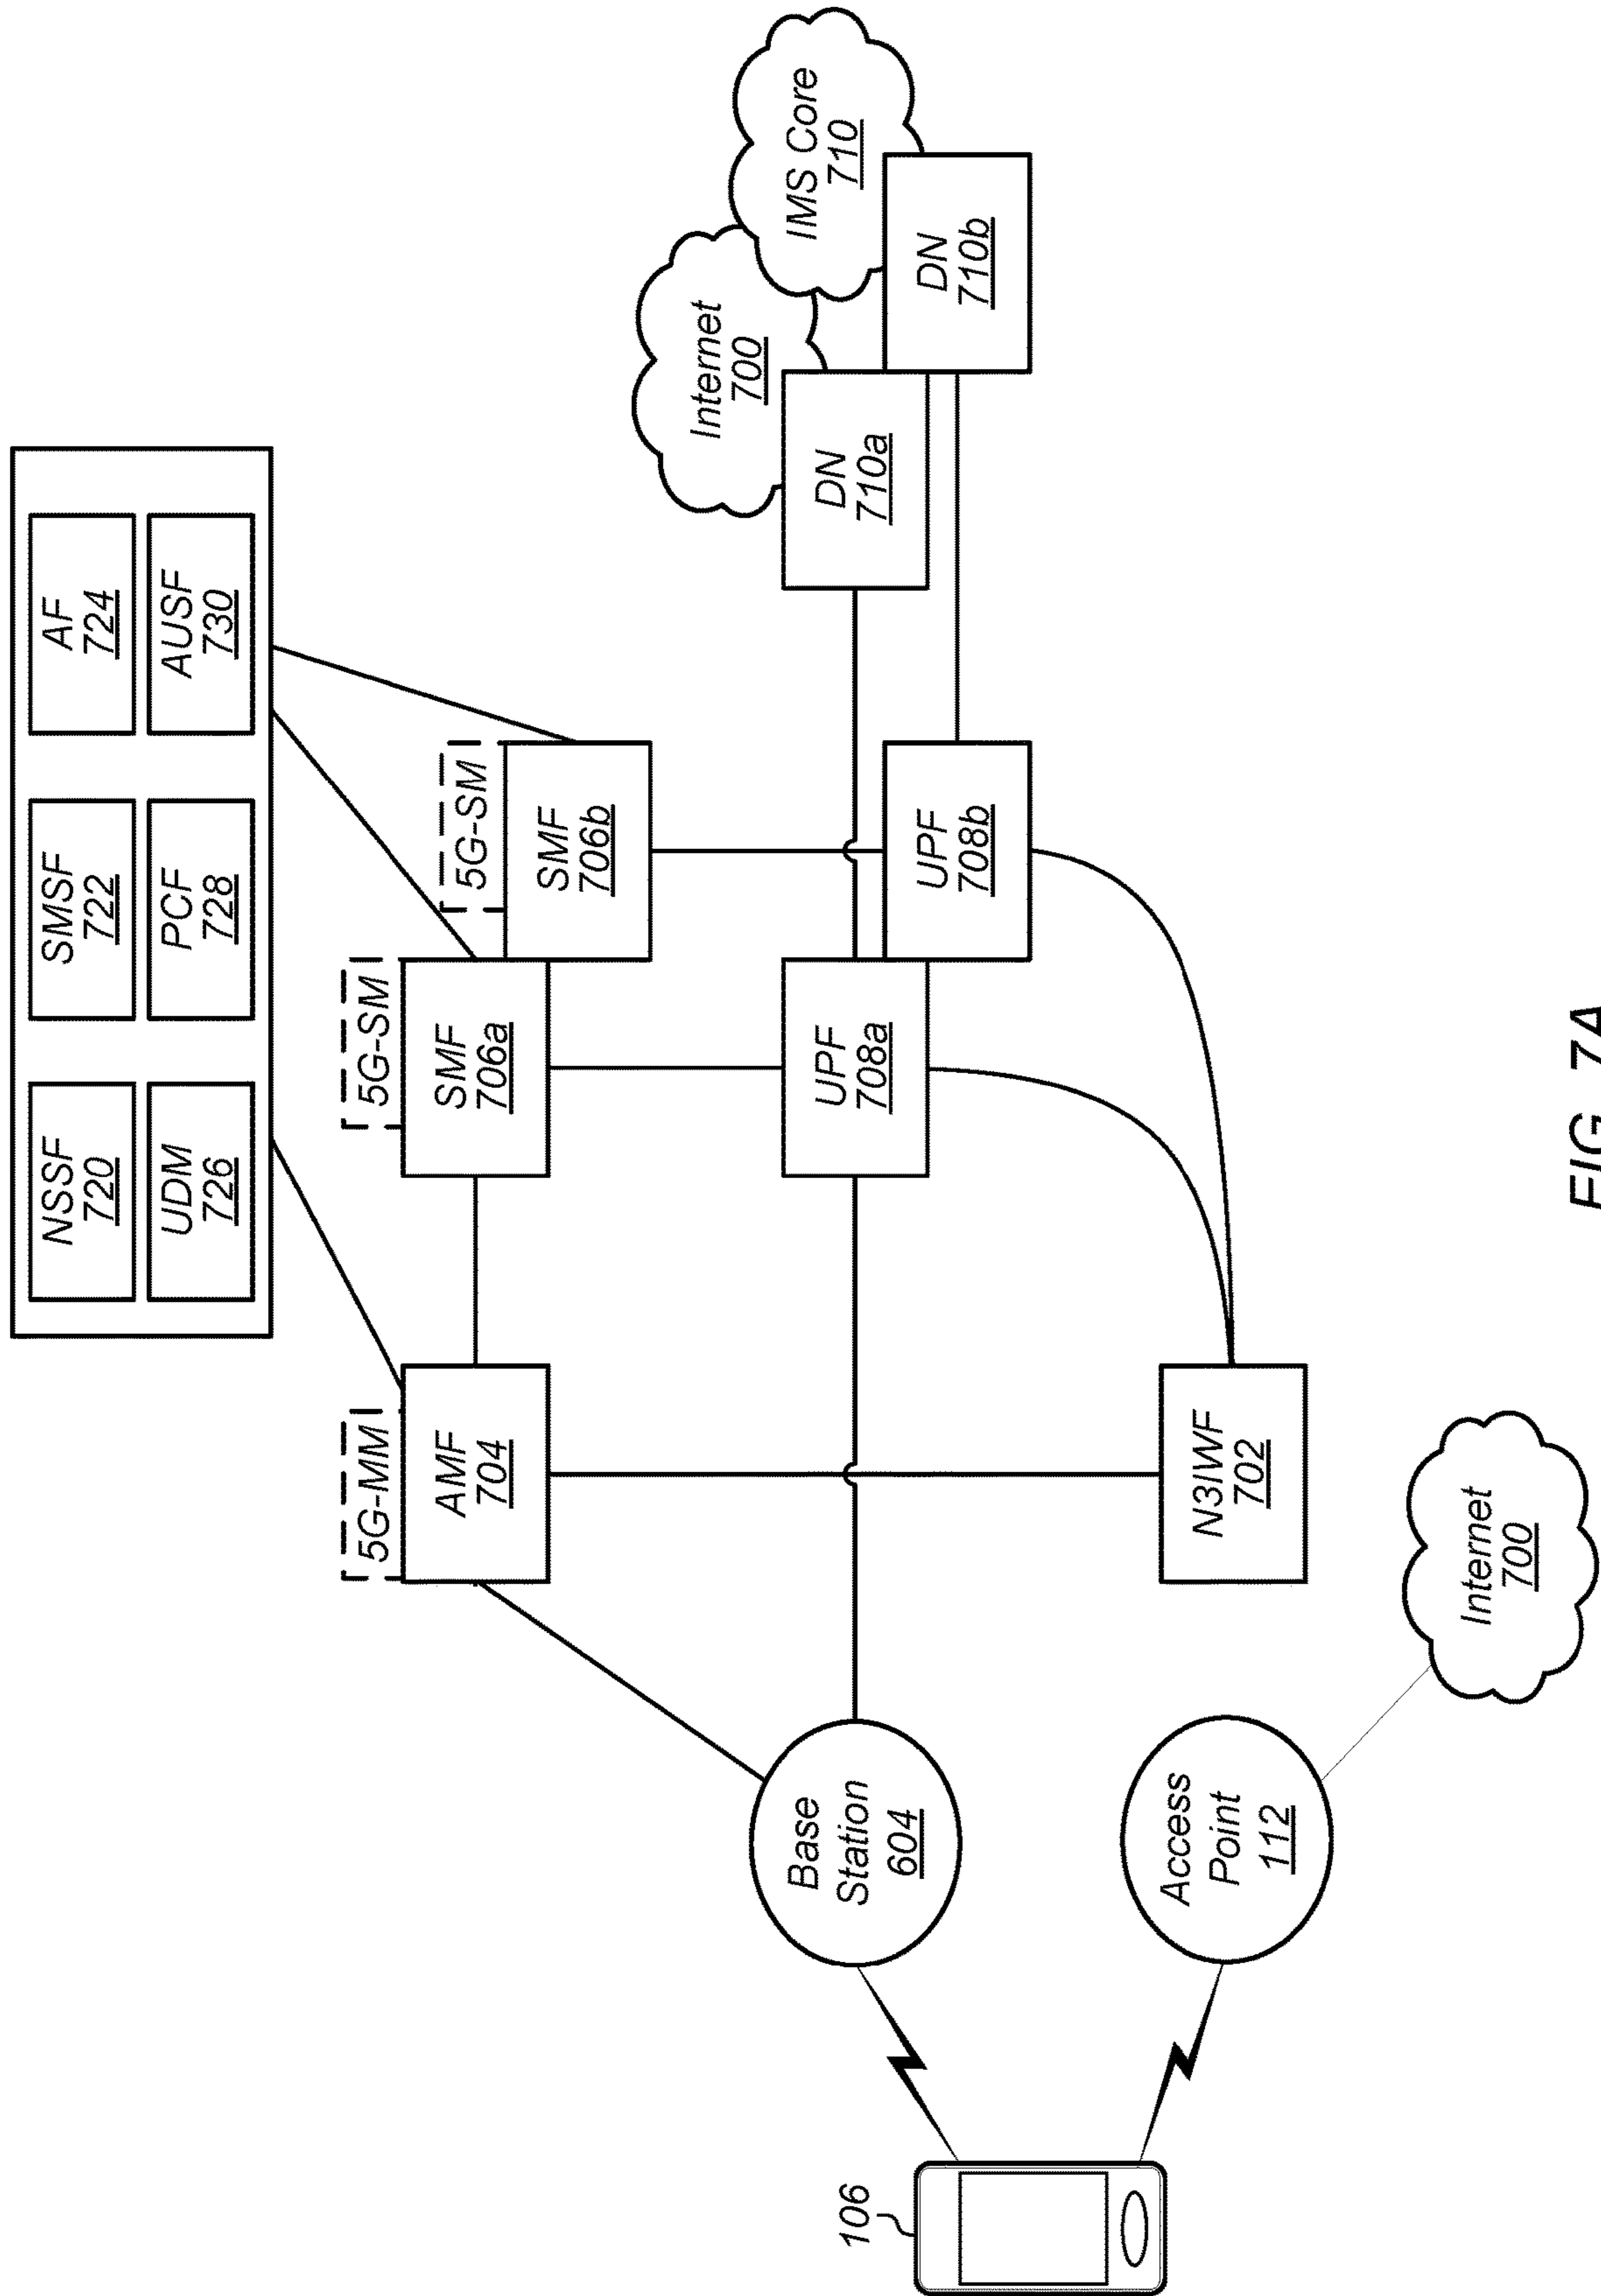 NSSF
720
SMSF
722
AF
724
UDM
726
PCF
728
AUSF
730
5G-MM
AMF
704
5G-SM
SMF
706a
5G-SM
SMF
706b
Internet
700
IMS Core
710
106
Base
Station
604
UPF
708a
UPF
708b
DN
710a
DN
710b
Access
Point
112
N3IWF
702
Internet
700
FIG. 7A